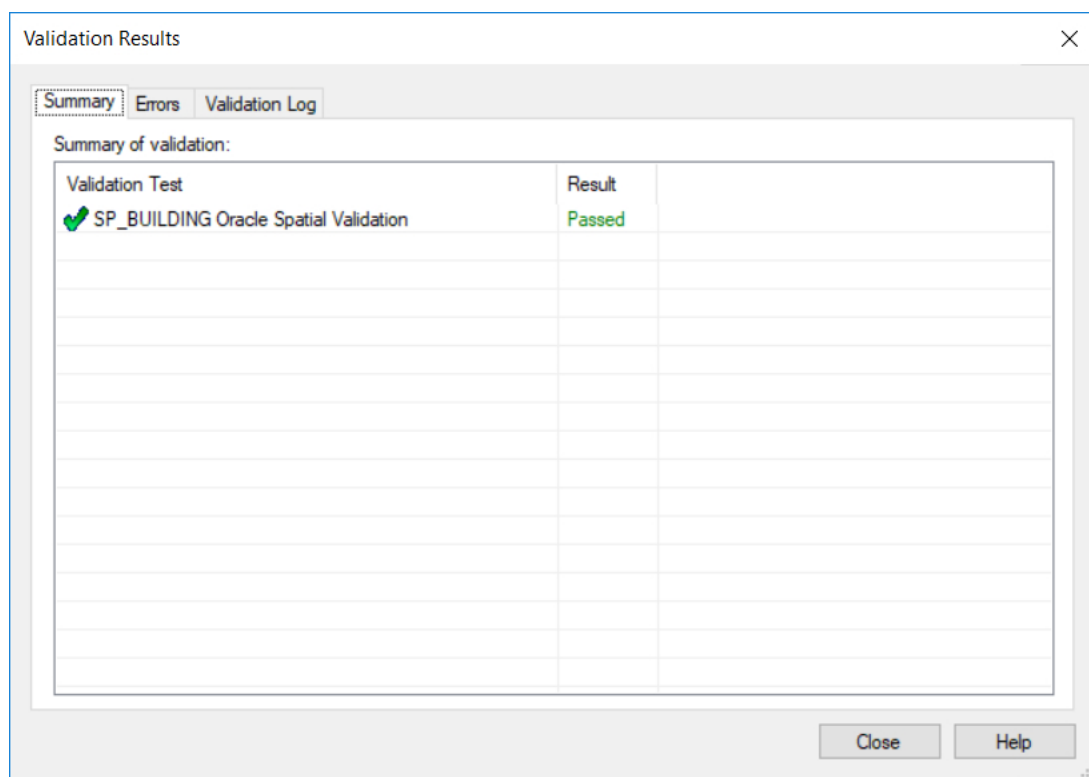 Validation Results
Summary Errors Validation Log
Summary of validation:
Validation Test Result
SP_BUILDING Oracle Spatial Validation Passed
Close Help